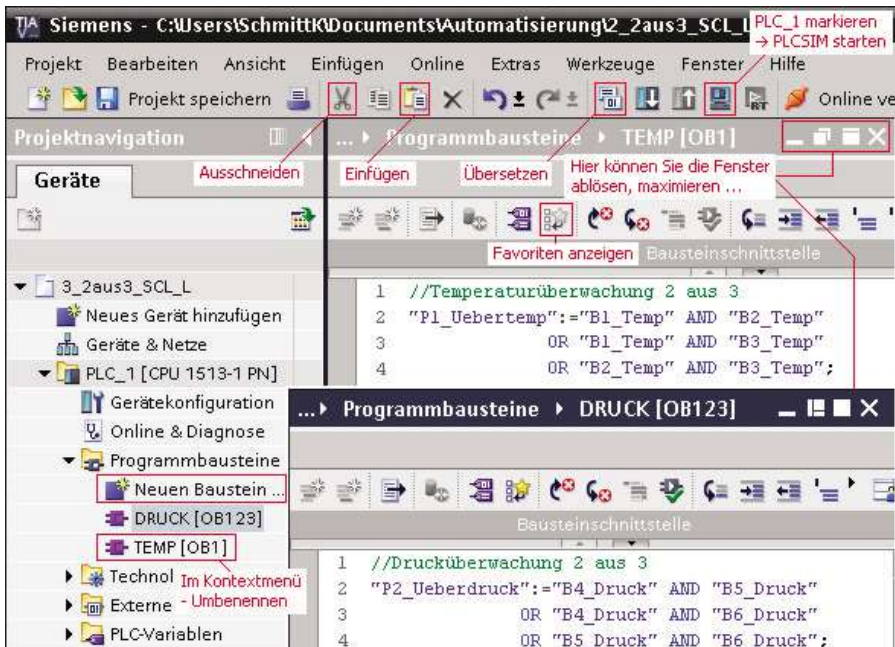 Siemens - C:\Users\SchmittK\Documents\Automatisierung\2_2aus3_SCL_L
PLC_1 markieren
→ PLCSIM starten
Projekt Bearbeiten Ansicht Einfügen Online Extras Werkzeuge Fenster Hilfe
Projekt speichern
Online ve
Projektnavigation
... Programmbausteine TEMP [OB1]
Ausschneiden
Einfügen
Übersetzen
Hier können Sie die Fenster
ablösen, maximieren ...
Geräte
Favoriten anzeigen
Bausteinschnittstelle
3_2aus3_SCL_L
Neues Gerät hinzufügen
Geräte & Netze
PLC_1 [CPU 1513-1 PN]
Gerätekonfiguration
Online & Diagnose
Programmbausteine
Neuen Baustein ...
DRUCK [OB123]
TEMP [OB1]
Technol
Externe
PLC-Variablen
Im Kontextmenü
- Umbenennen
1 //Temperaturüberwachung 2 aus 3
2 "P1_Uebertemp":="B1_Temp" AND "B2_Temp"
3 OR "B1_Temp" AND "B3_Temp"
4 OR "B2_Temp" AND "B3_Temp";
... Programmbausteine DRUCK [OB123]
Bausteinschnittstelle
1 //Drucküberwachung 2 aus 3
2 "P2_Ueberdruck":="B4_Druck" AND "B5_Druck"
3 OR "B4_Druck" AND "B6_Druck"
4 OR "B5_Druck" AND "B6_Druck";